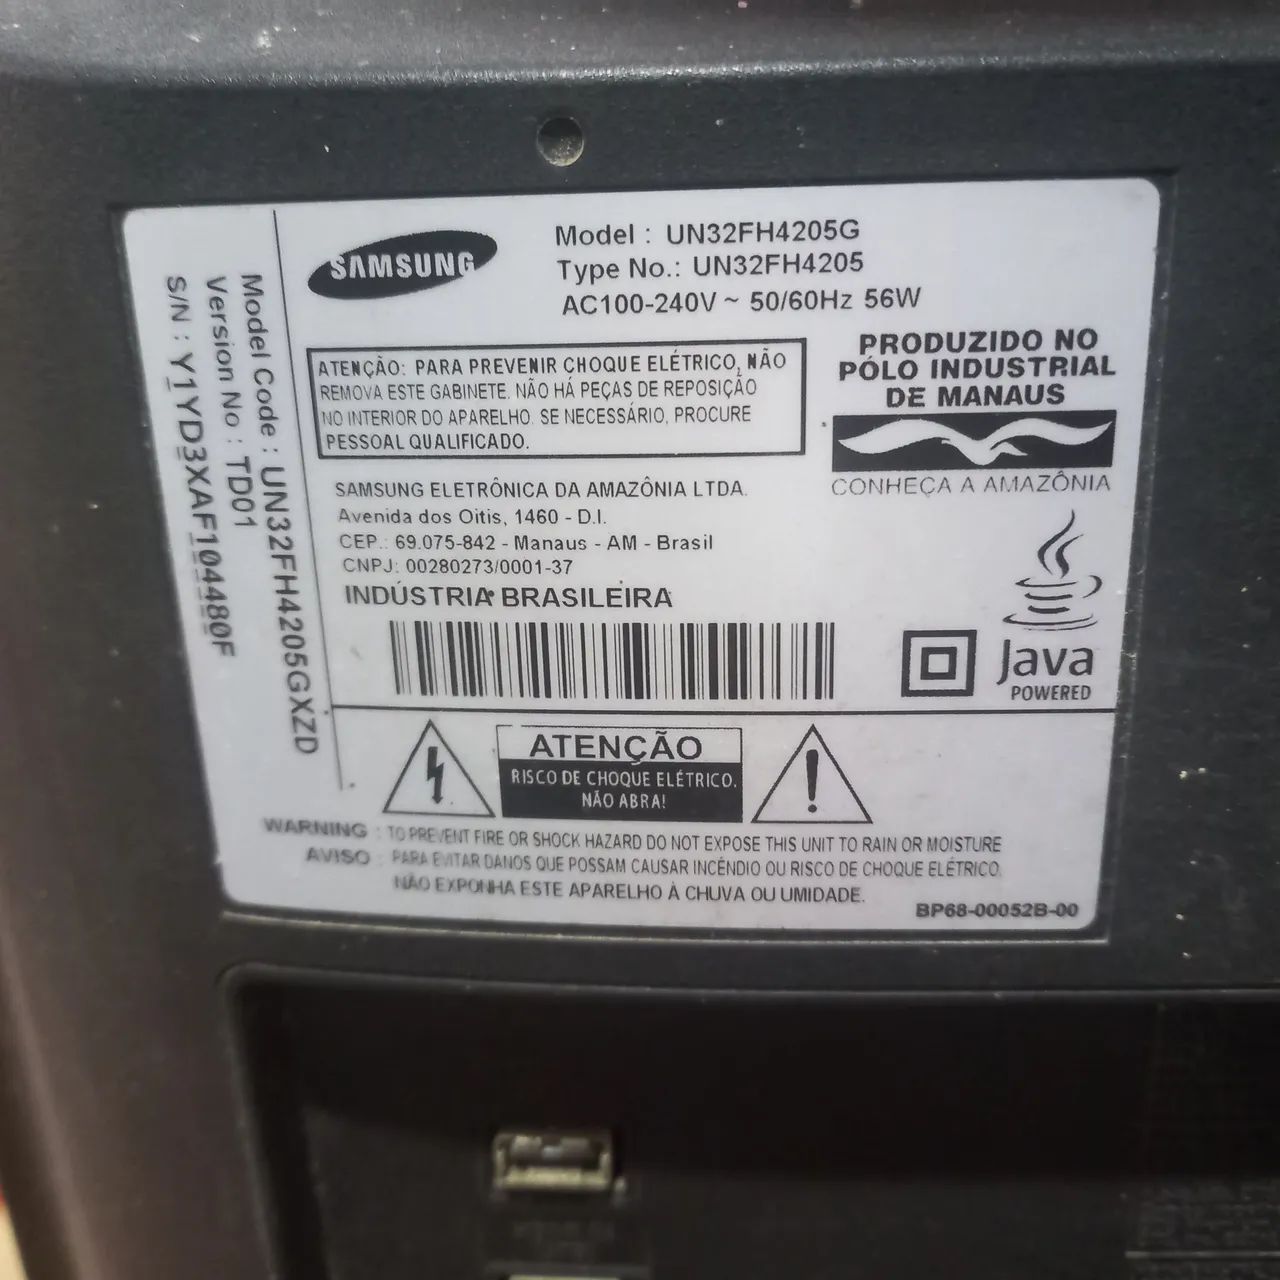 SAMSUNG
Model : UN32FH4205G
Type No.: UN32FH4205
AC100-240V ~ 50/60Hz 56W
ATENÇÃO: PARA PREVENIR CHOQUE ELÉTRICO, NÃO
REMOVA ESTE GABINETE. NÃO HÁ PEÇAS DE REPOSIÇÃO
NO INTERIOR DO APARELHO. SE NECESSÁRIO, PROCURE
PESSOAL QUALIFICADO.
PRODUZIDO NO
PÓLO INDUSTRIAL
DE MANAUS
CONHEÇA A AMAZÔNIA
SAMSUNG ELETRÔNICA DA AMAZÔNIA LTDA.
Avenida dos Oitis, 1460 - D.I.
CEP.: 69.075-842 - Manaus - AM - Brasil
CNPJ: 00280273/0001-37
INDÚSTRIA BRASILEIRA
Java
POWERED
Model Code : UN32FH4205GXZD
Version No : TD01
S/N : Y1YD3XAF104480F
ATENÇÃO
RISCO DE CHOQUE ELÉTRICO.
NÃO ABRA!
WARNING : TO PREVENT FIRE OR SHOCK HAZARD DO NOT EXPOSE THIS UNIT TO RAIN OR MOISTURE
AVISO : PARA EVITAR DANOS QUE POSSAM CAUSAR INCÊNDIO OU RISCO DE CHOQUE ELÉTRICO.
NÃO EXPONHA ESTE APARELHO À CHUVA OU UMIDADE.
BP68-00052B-00